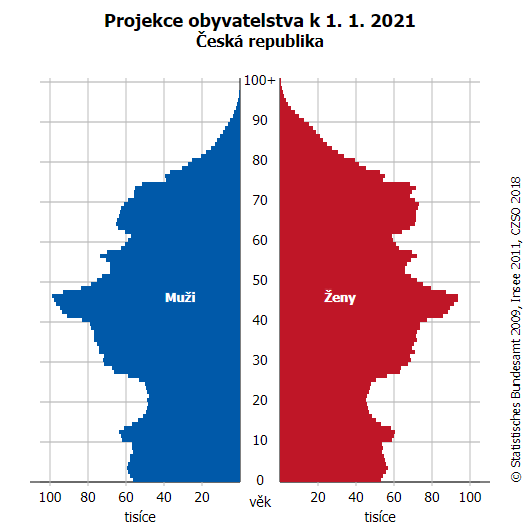 Projekce obyvatelstva k 1. 1. 2021
Česká republika
100+
90
80
70
60
50
40
30
20
10
0
Muži
Ženy
100 80 60 40 20
věk
20 40 60 80 100
tisíce
tisíce
© Statistisches Bundesamt 2009, Insee 2011, CZSO 2018